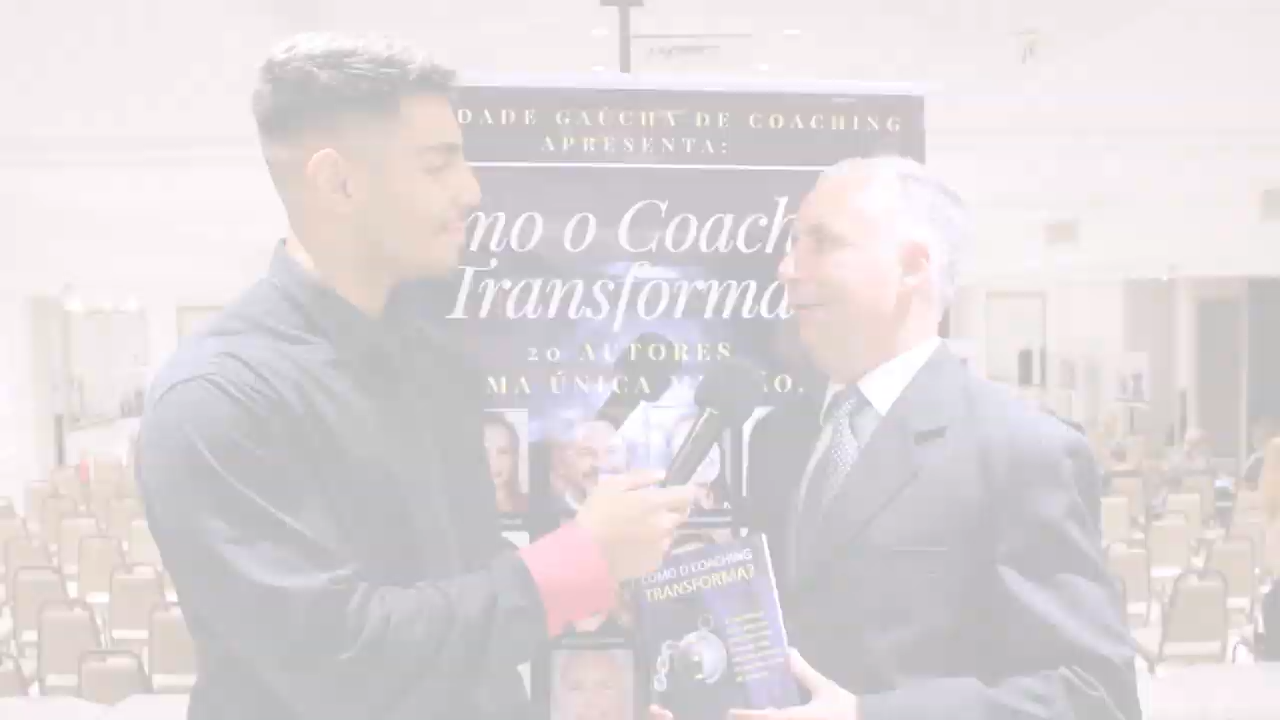 DADE GAÚCHA DE COACHING
APRESENTA:
mo o Coach
Transforma
20 AUTORES
MA ÚNICA
COMO O COACHING
TRANSFORMA?